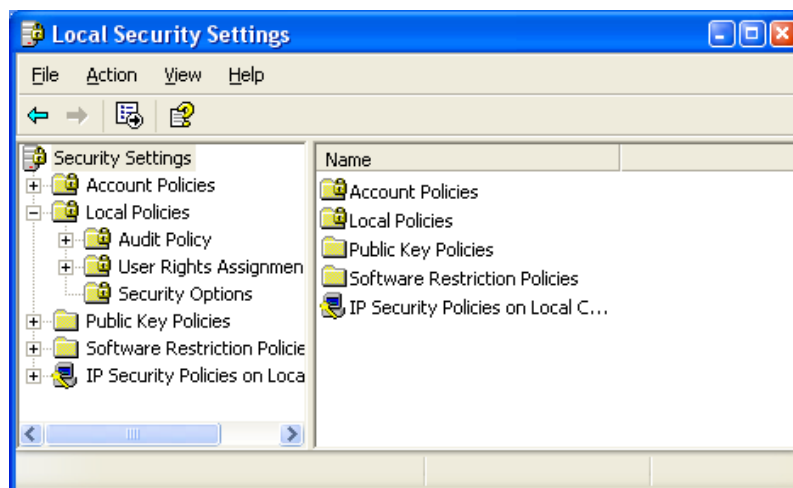 Local Security Settings
File Action View Help
Security Settings
Account Policies
Local Policies
Audit Policy
User Rights Assignmen
Security Options
Public Key Policies
Software Restriction Policie
IP Security Policies on Loca
Name
Account Policies
Local Policies
Public Key Policies
Software Restriction Policies
IP Security Policies on Local C...